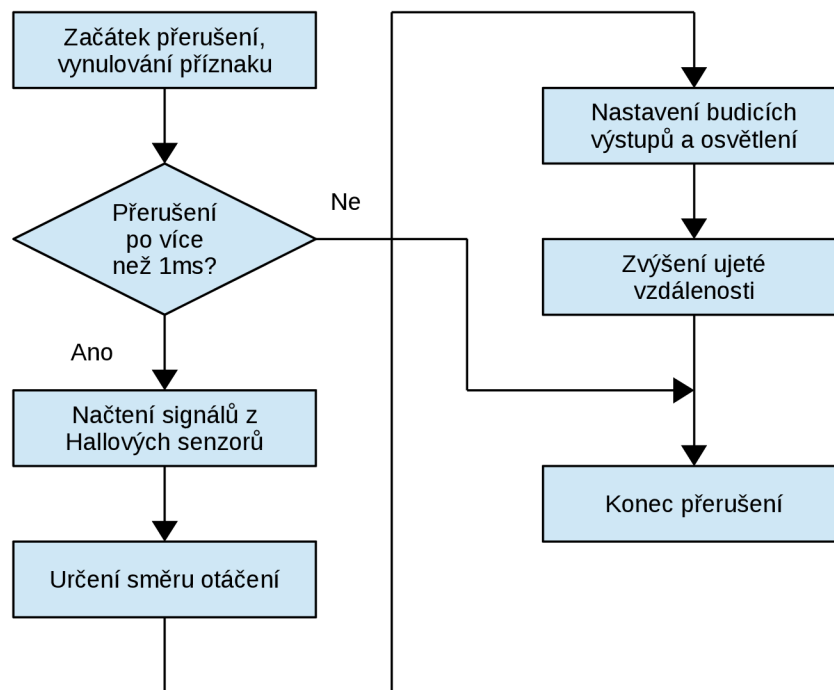 Začátek přerušení,
vynulování příznaku
Přerušení
po více
než 1ms?
Ne
Ano
Načtení signálů z
Hallových senzorů
Určení směru otáčení
Nastavení budicích
výstupů a osvětlení
Zvýšení ujeté
vzdálenosti
Konec přerušení